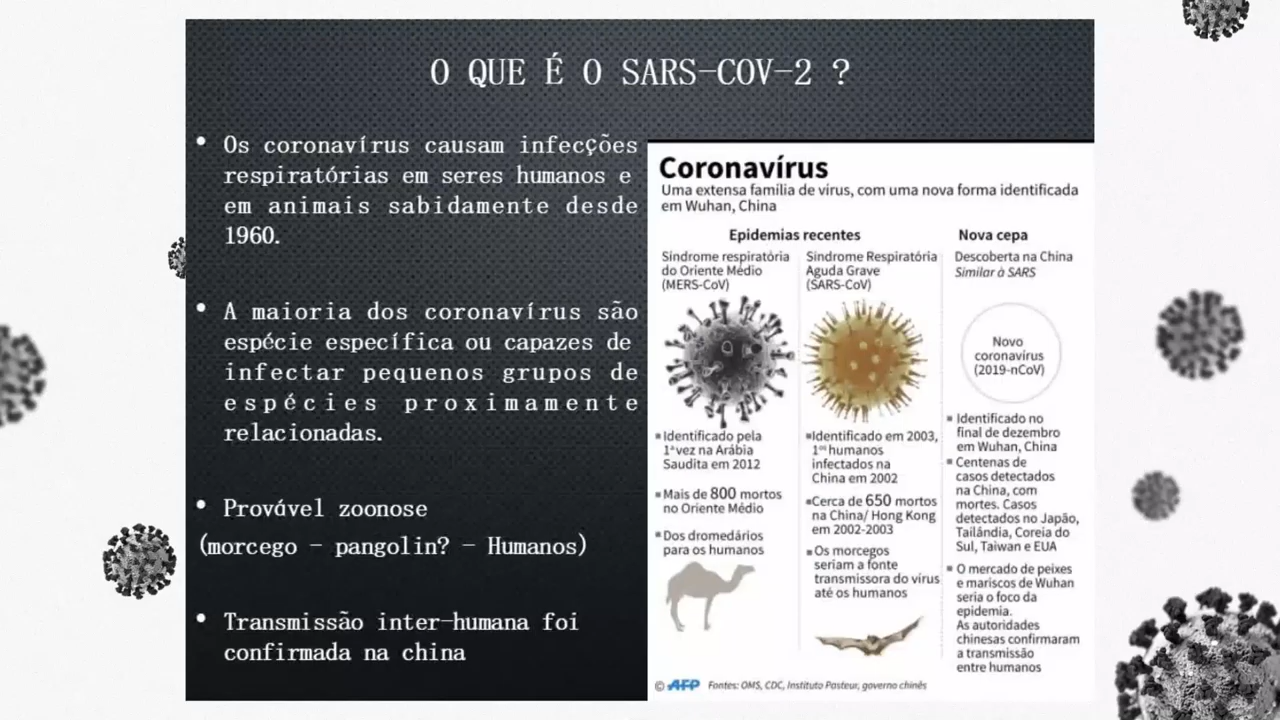 O QUE É O SARS-COV-2 ?
• Os coronavírus causam infecções
respiratórias em seres humanos e
em animais sabidamente desde
1960.
• A maioria dos coronavírus são
espécie específica ou capazes de
infectar pequenos grupos de
espécies proximamente
relacionadas.
• Provável zoonose
(morcego - pangolin? - Humanos)
• Transmissão inter-humana foi
confirmada na china
Coronavírus
Uma extensa família de vírus, com uma nova forma identificada
em Wuhan, China
Epidemias recentes
Síndrome respiratória
do Oriente Médio
(MERS-CoV)
Identificado pela
1ª vez na Arábia
Saudita em 2012
Mais de 800 mortos
no Oriente Médio
Dos dromedários
para os humanos
Síndrome Respiratória
Aguda Grave
(SARS-CoV)
Identificado em 2003,
1ºˢ humanos
infectados na
China em 2002
Cerca de 650 mortos
na China/ Hong Kong
em 2002-2003
Os morcegos
seriam a fonte
transmissora do vírus
até os humanos
Nova cepa
Descoberta na China
Similar à SARS
Novo
coronavírus
(2019-nCoV)
Identificado no
final de dezembro
em Wuhan, China
Centenas de
casos detectados
na China, com
mortes. Casos
detectados no Japão,
Tailândia, Coreia do
Sul, Taiwan e EUA
O mercado de peixes
e mariscos de Wuhan
seria o foco da
epidemia.
As autoridades
chinesas confirmaram
a transmissão
entre humanos
© AFP Fontes: OMS, CDC, Instituto Pasteur, governo chinês